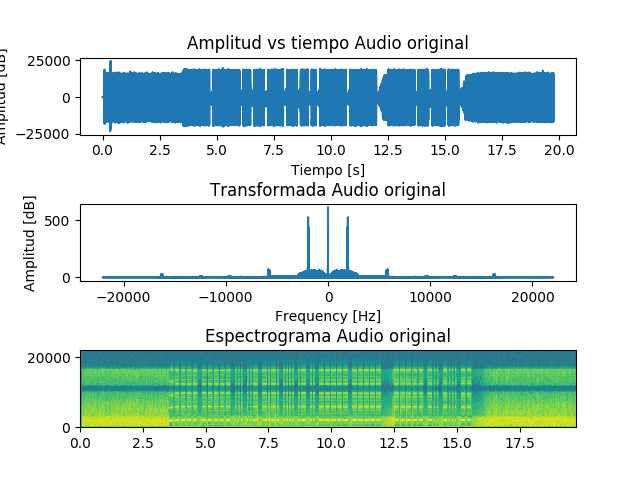 Amplitud vs tiempo Audio original
Amplitud [dB]
25000
0
−25000
0.0 2.5 5.0 7.5 10.0 12.5 15.0 17.5 20.0
Tiempo [s]
Transformada Audio original
Amplitud [dB]
500
0
−20000 −10000 0 10000 20000
Frequency [Hz]
Espectrograma Audio original
20000
0
0.0 2.5 5.0 7.5 10.0 12.5 15.0 17.5